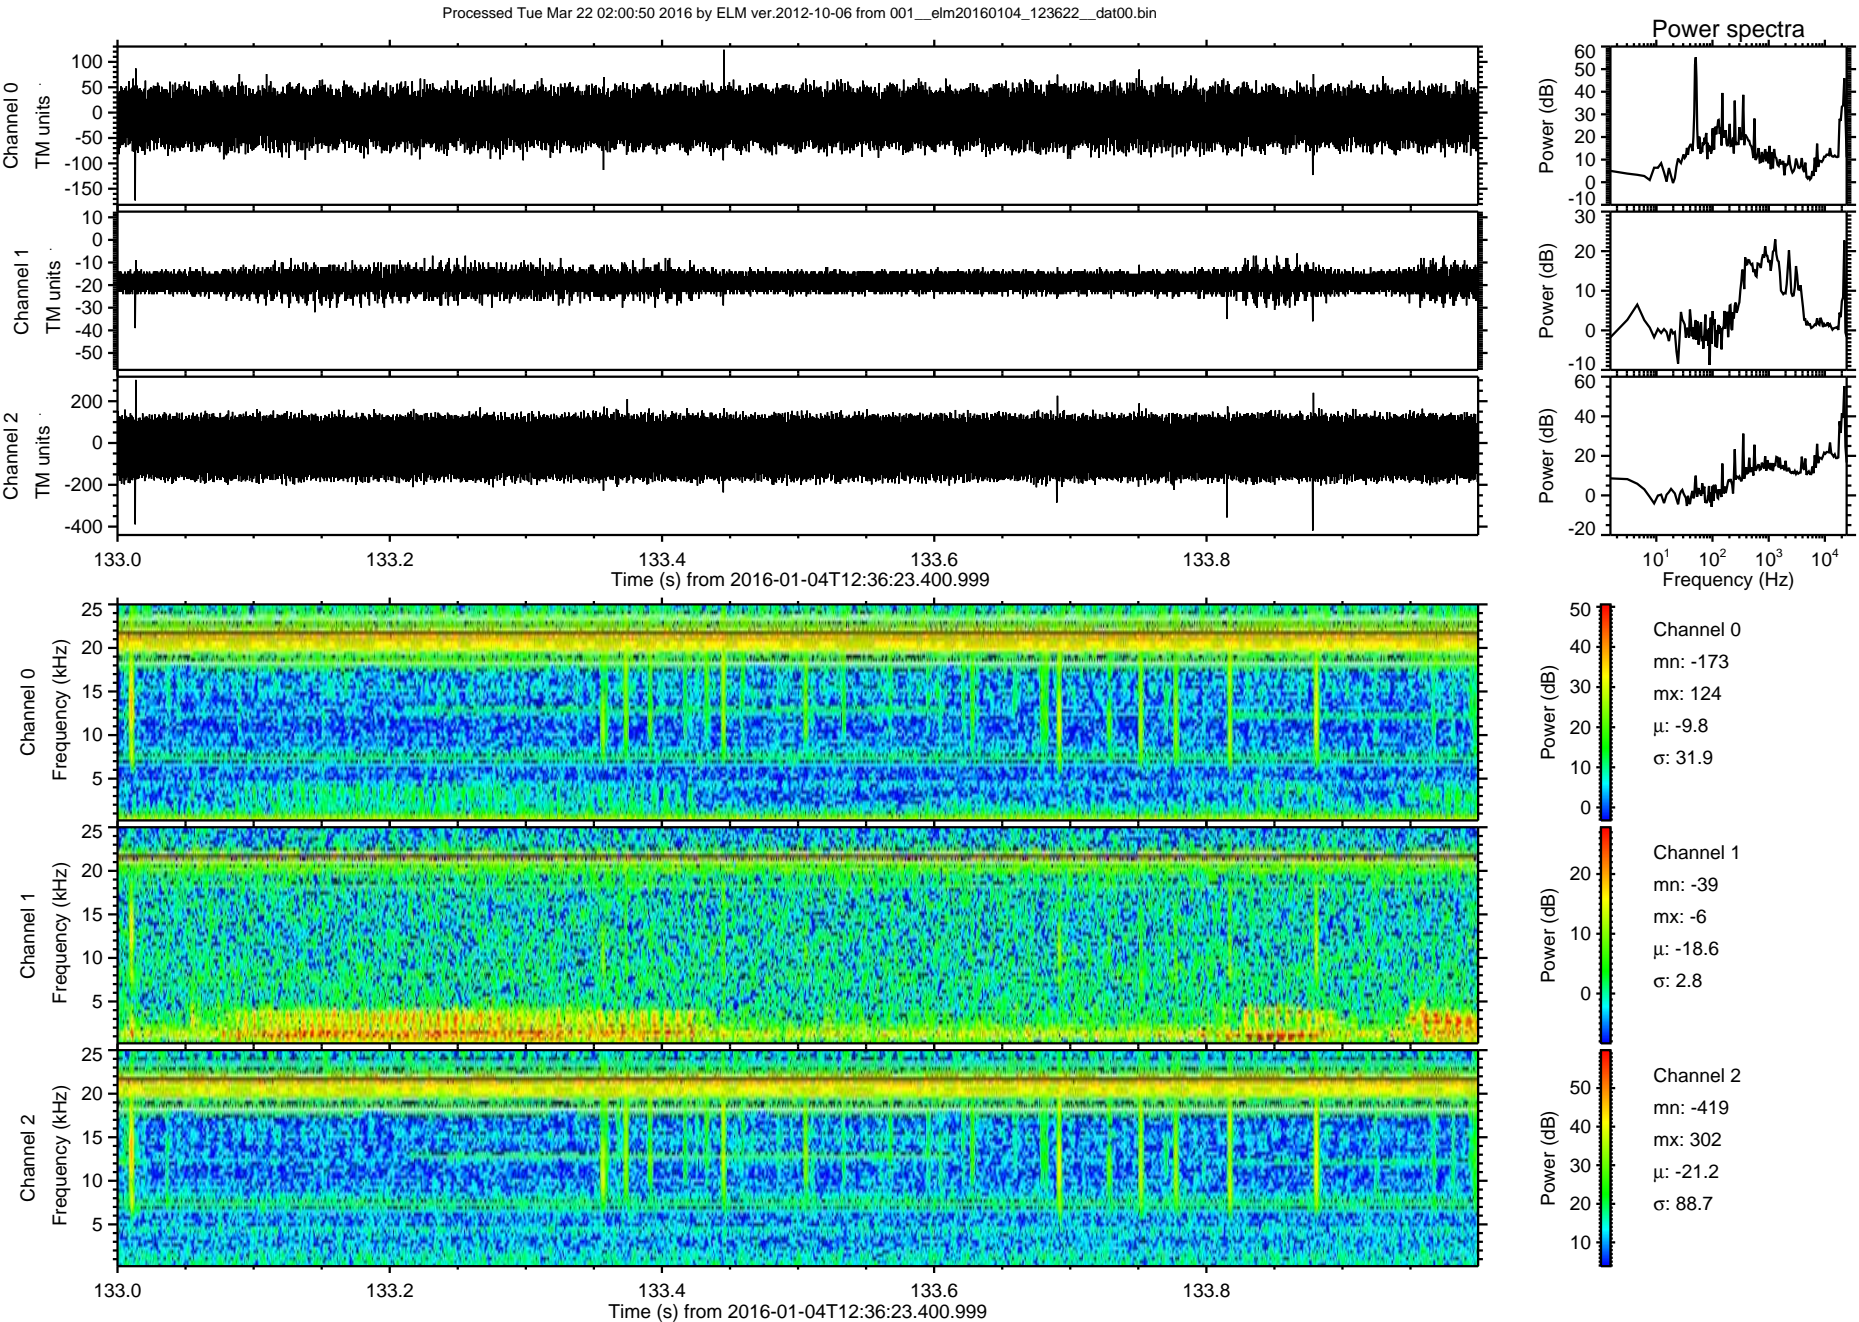 Processed Tue Mar 22 02:00:50 2016 by ELM ver.2012-10-06 from 001__elm20160104_123622__dat00.bin
Power spectra
Channel 0
TM units
100
50
0
-50
-100
-150
Power (dB)
60
50
40
30
20
10
0
-10
Channel 1
TM units
10
0
-10
-20
-30
-40
-50
Power (dB)
30
20
10
0
-10
Channel 2
TM units
200
0
-200
-400
Power (dB)
60
40
20
0
-20
133.0 133.2 133.4 133.6 133.8
Time (s) from 2016-01-04T12:36:23.400.999
10¹ 10² 10³ 10⁴
Frequency (Hz)
Channel 0
Frequency (kHz)
25
20
15
10
5
Power (dB)
50
40
30
20
10
0
Channel 0
mn: -173
mx: 124
μ: -9.8
σ: 31.9
Channel 1
Frequency (kHz)
25
20
15
10
5
Power (dB)
20
10
0
Channel 1
mn: -39
mx: -6
μ: -18.6
σ: 2.8
Channel 2
Frequency (kHz)
25
20
15
10
5
Power (dB)
50
40
30
20
10
Channel 2
mn: -419
mx: 302
μ: -21.2
σ: 88.7
133.0 133.2 133.4 133.6 133.8
Time (s) from 2016-01-04T12:36:23.400.999